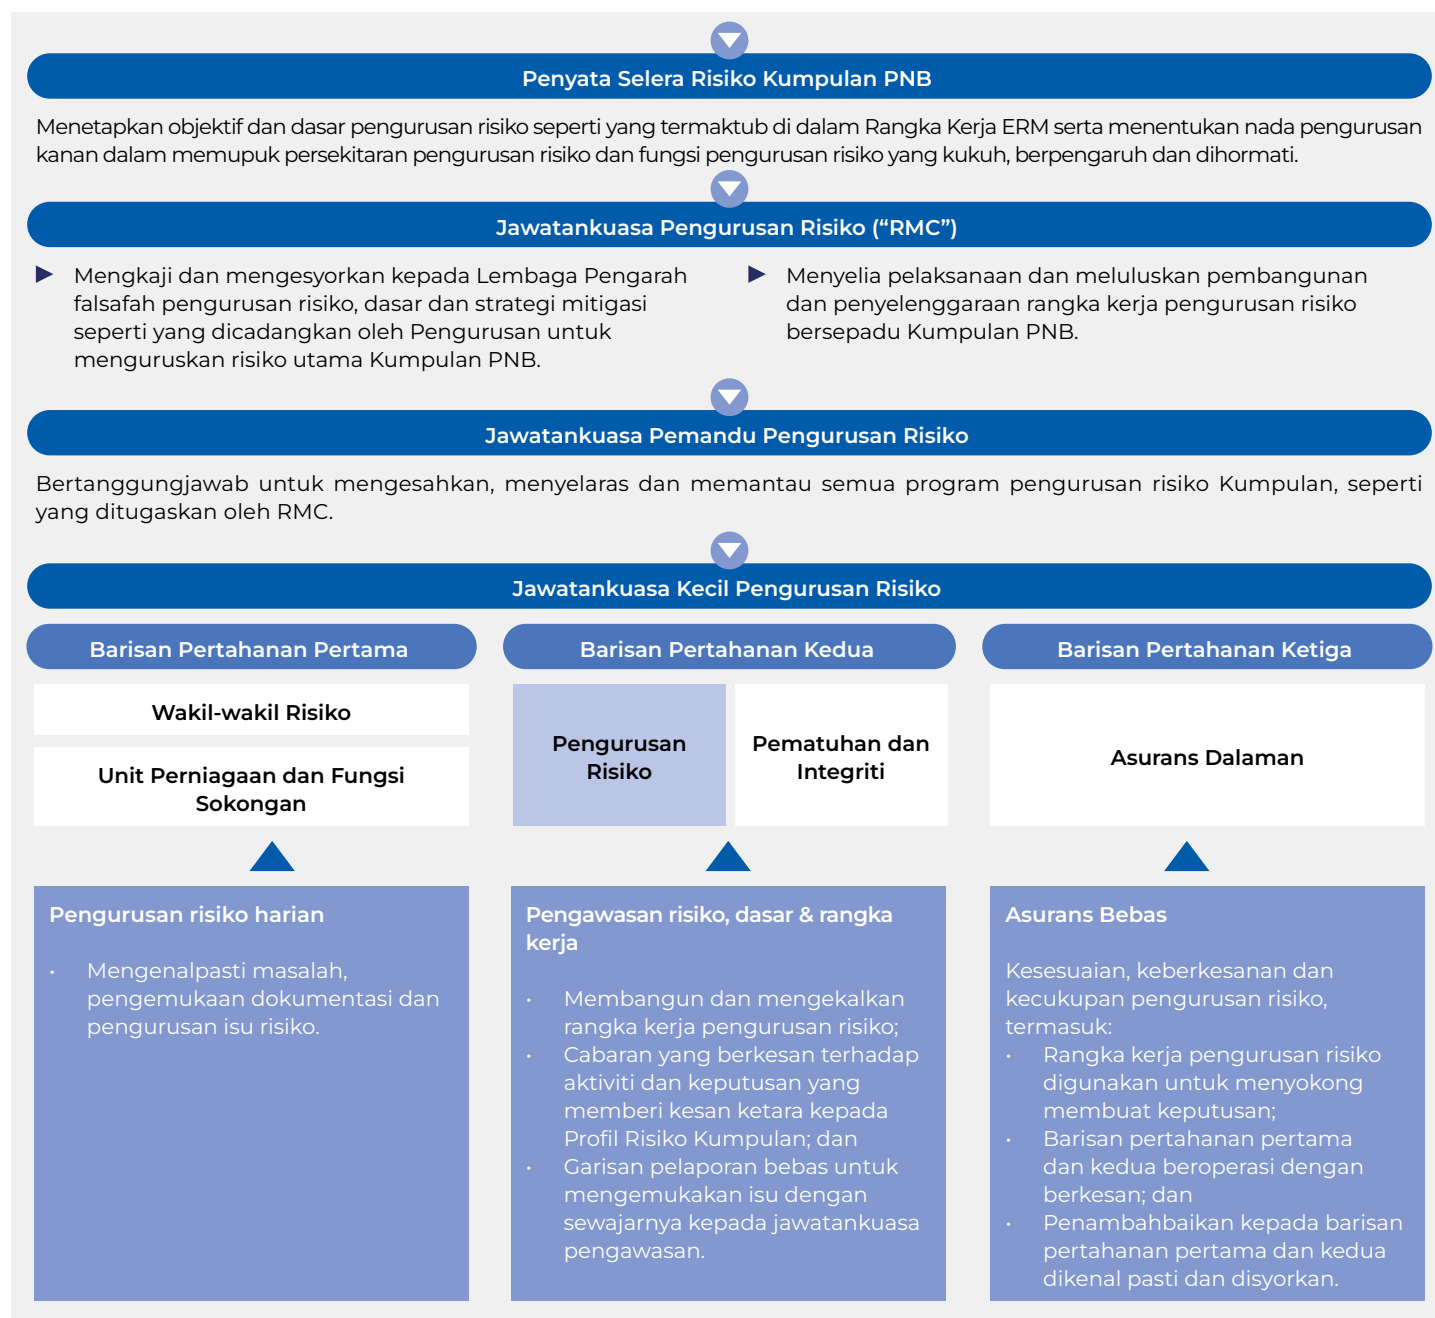 Penyata Selera Risiko Kumpulan PNB
Menetapkan objektif dan dasar pengurusan risiko seperti yang termaktub di dalam Rangka Kerja ERM serta menentukan nada pengurusan
kanan dalam memupuk persekitaran pengurusan risiko dan fungsi pengurusan risiko yang kukuh, berpengaruh dan dihormati.
Jawatankuasa Pengurusan Risiko (“RMC”)
Mengkaji dan mengesyorkan kepada Lembaga Pengarah
falsafah pengurusan risiko, dasar dan strategi mitigasi
seperti yang dicadangkan oleh Pengurusan untuk
menguruskan risiko utama Kumpulan PNB.
Menyelia pelaksanaan dan meluluskan pembangunan
dan penyelenggaraan rangka kerja pengurusan risiko
bersepadu Kumpulan PNB.
Jawatankuasa Pemandu Pengurusan Risiko
Bertanggungjawab untuk mengesahkan, menyelaras dan memantau semua program pengurusan risiko Kumpulan, seperti
yang ditugaskan oleh RMC.
Jawatankuasa Kecil Pengurusan Risiko
Barisan Pertahanan Pertama
Wakil-wakil Risiko
Unit Perniagaan dan Fungsi
Sokongan
Pengurusan risiko harian
• Mengenalpasti masalah,
pengemukaan dokumentasi dan
pengurusan isu risiko.
Barisan Pertahanan Kedua
Pengurusan
Risiko
Pematuhan dan
Integriti
Pengawasan risiko, dasar & rangka
kerja
• Membangun dan mengekalkan
rangka kerja pengurusan risiko;
• Cabaran yang berkesan terhadap
aktiviti dan keputusan yang
memberi kesan ketara kepada
Profil Risiko Kumpulan; dan
• Garisan pelaporan bebas untuk
mengemukakan isu dengan
sewajarnya kepada jawatankuasa
pengawasan.
Barisan Pertahanan Ketiga
Asurans Dalaman
Asurans Bebas
Kesesuaian, keberkesanan dan
kecukupan pengurusan risiko,
termasuk:
• Rangka kerja pengurusan risiko
digunakan untuk menyokong
membuat keputusan;
• Barisan pertahanan pertama
dan kedua beroperasi dengan
berkesan; dan
• Penambahbaikan kepada barisan
pertahanan pertama dan kedua
dikenal pasti dan disyorkan.